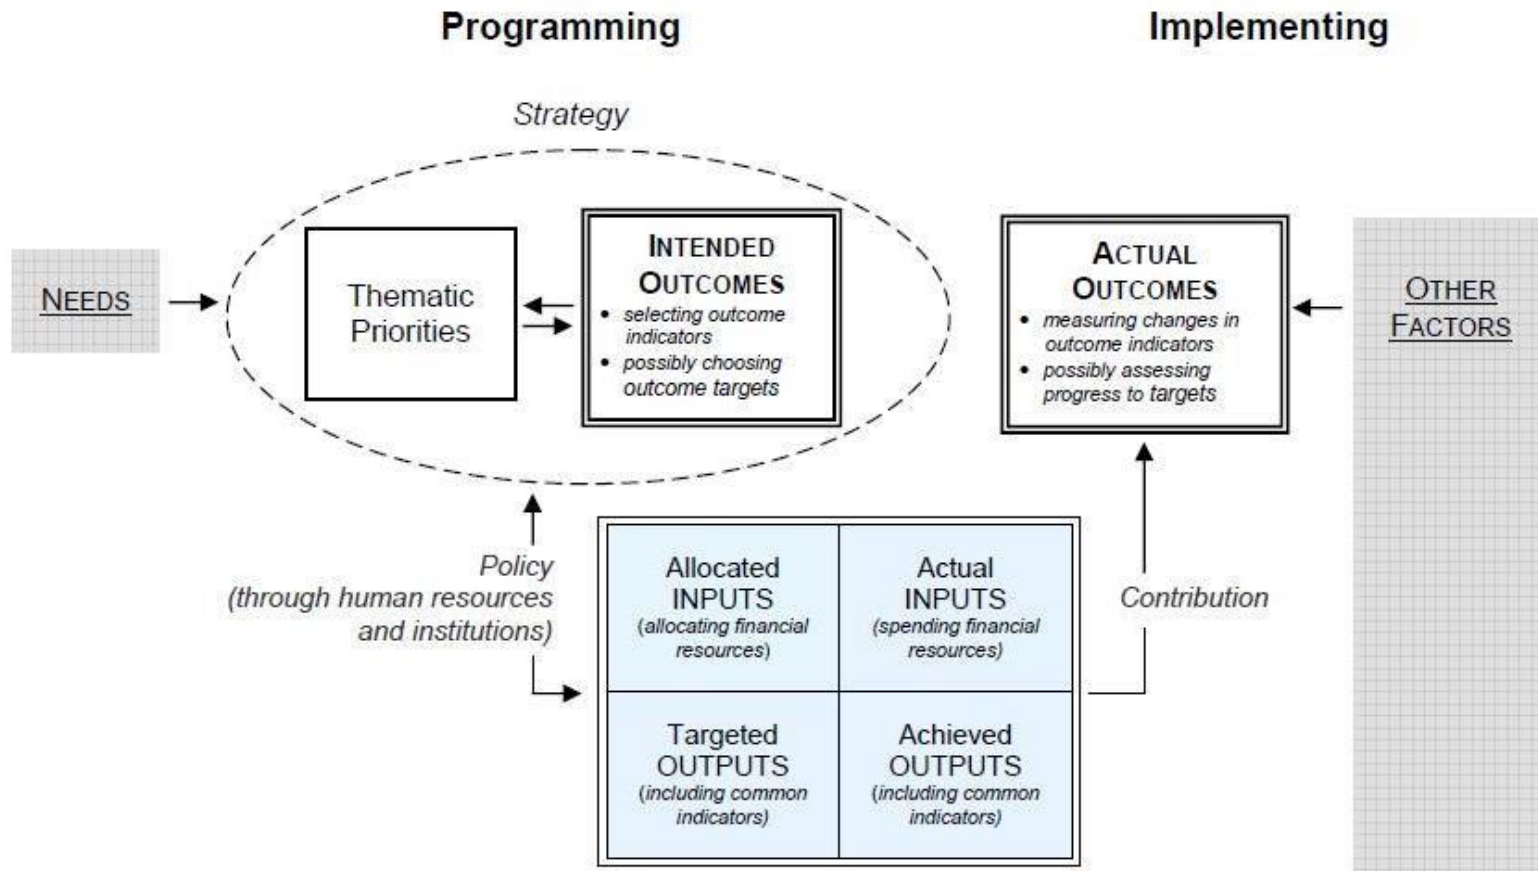 Programming
Implementing
Strategy
NEEDS
Thematic
Priorities
INTENDED
OUTCOMES
• selecting outcome
indicators
• possibly choosing
outcome targets
ACTUAL
OUTCOMES
• measuring changes in
outcome indicators
• possibly assessing
progress to targets
OTHER
FACTORS
Policy
(through human resources
and institutions)
Allocated
INPUTS
(allocating financial
resources)
Actual
INPUTS
(spending financial
resources)
Targeted
OUTPUTS
(including common
indicators)
Achieved
OUTPUTS
(including common
indicators)
Contribution